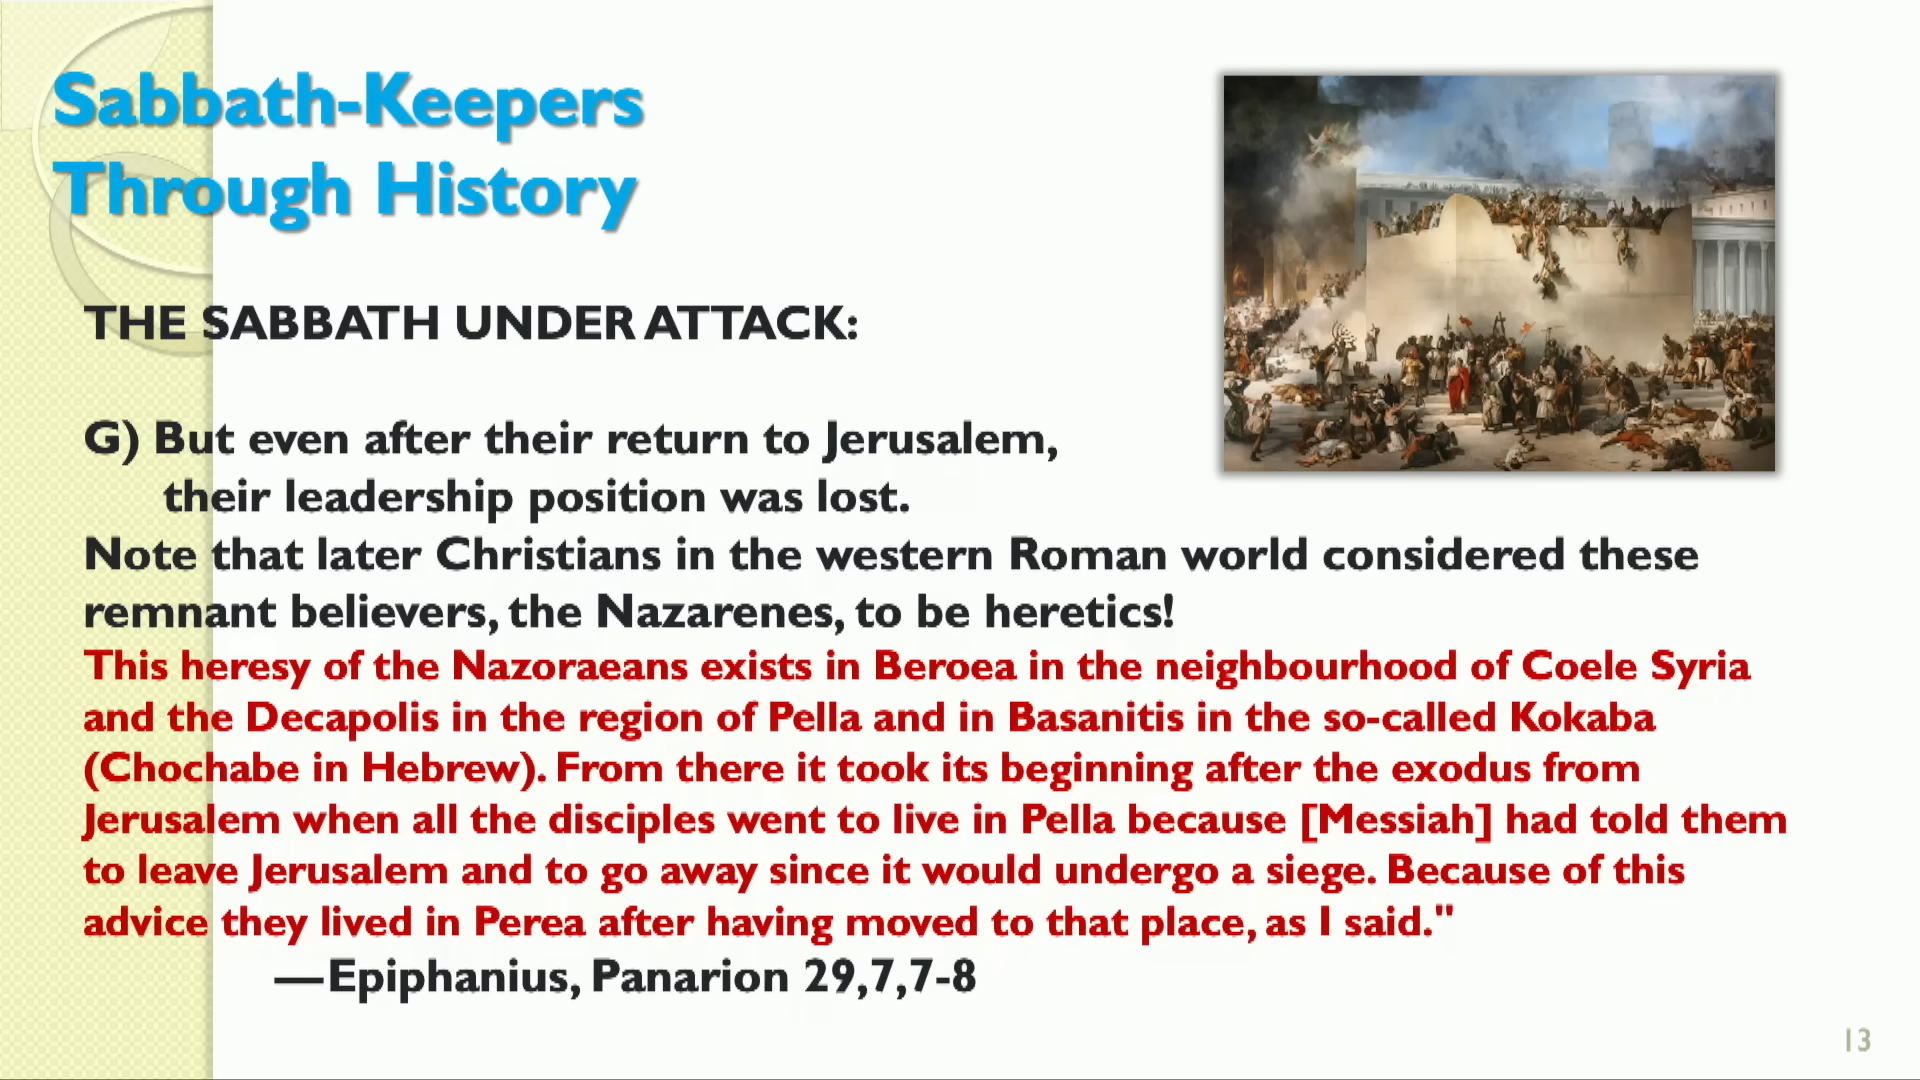 Sabbath-Keepers
Through History
THE SABBATH UNDER ATTACK:
G) But even after their return to Jerusalem,
their leadership position was lost.
Note that later Christians in the western Roman world considered these
remnant believers, the Nazarenes, to be heretics!
This heresy of the Nazoraeans exists in Beroea in the neighbourhood of Coele Syria
and the Decapolis in the region of Pella and in Basanitis in the so-called Kokaba
(Chochabe in Hebrew). From there it took its beginning after the exodus from
Jerusalem when all the disciples went to live in Pella because [Messiah] had told them
to leave Jerusalem and to go away since it would undergo a siege. Because of this
advice they lived in Perea after having moved to that place, as I said."
—Epiphanius, Panarion 29,7,7-8
13